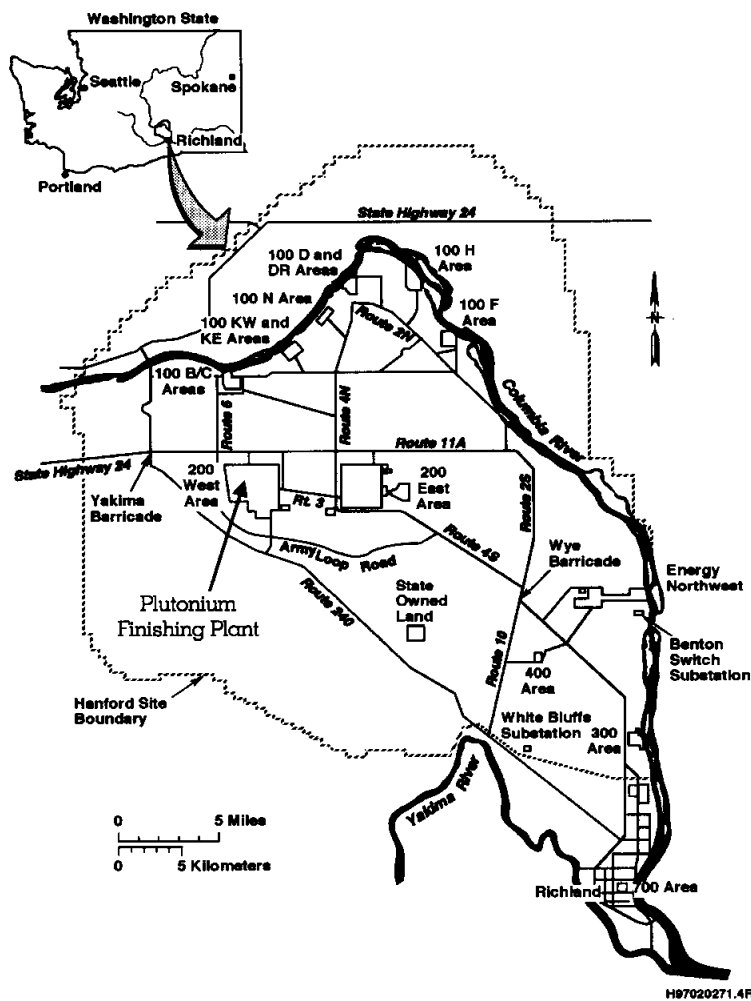 Washington State
Seattle
Spokane
Richland
Portland
State Highway 24
100 D and
DR Areas
100 H
Area
100 N Area
100 F
Area
100 KW and
KE Areas
Route 2N
N
100 B/C
Areas
Route 6
Route 4N
Columbia River
Route 11A
State Highway 24
200
West
Area
200
East
Area
Rt. 3
Route 2S
Yakima
Barricade
Route 4S
Wye
Barricade
Army Loop Road
Energy
Northwest
Plutonium
Finishing Plant
Route 240
State
Owned
Land
Route 10
Benton
Switch
Substation
400
Area
Hanford Site
Boundary
White Bluffs
Substation
300
Area
Yakima River
0 5 Miles
0 5 Kilometers
Richland
700 Area
H97020271.4F